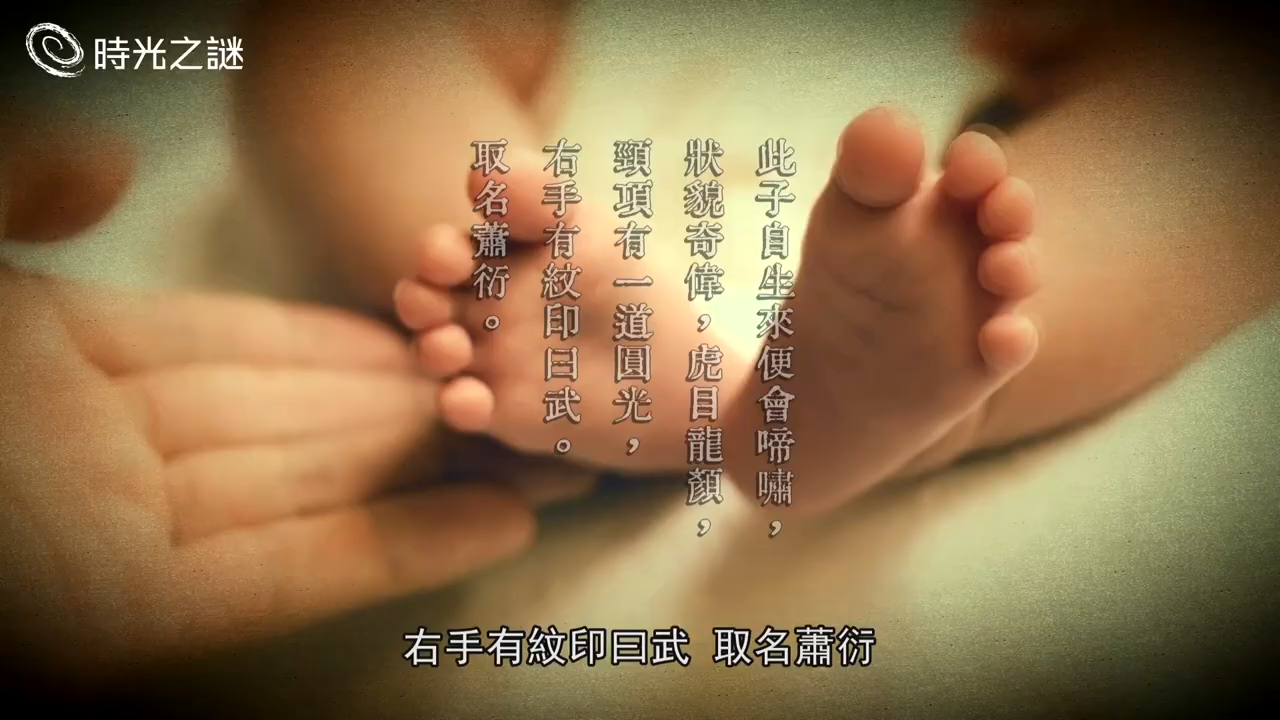 時光之謎
此子自生來便會啼嘯，
狀貌奇偉，虎目龍顏，
頸項有一道圓光，
右手有紋印曰武。
取名蕭衍。
右手有紋印曰武 取名蕭衍